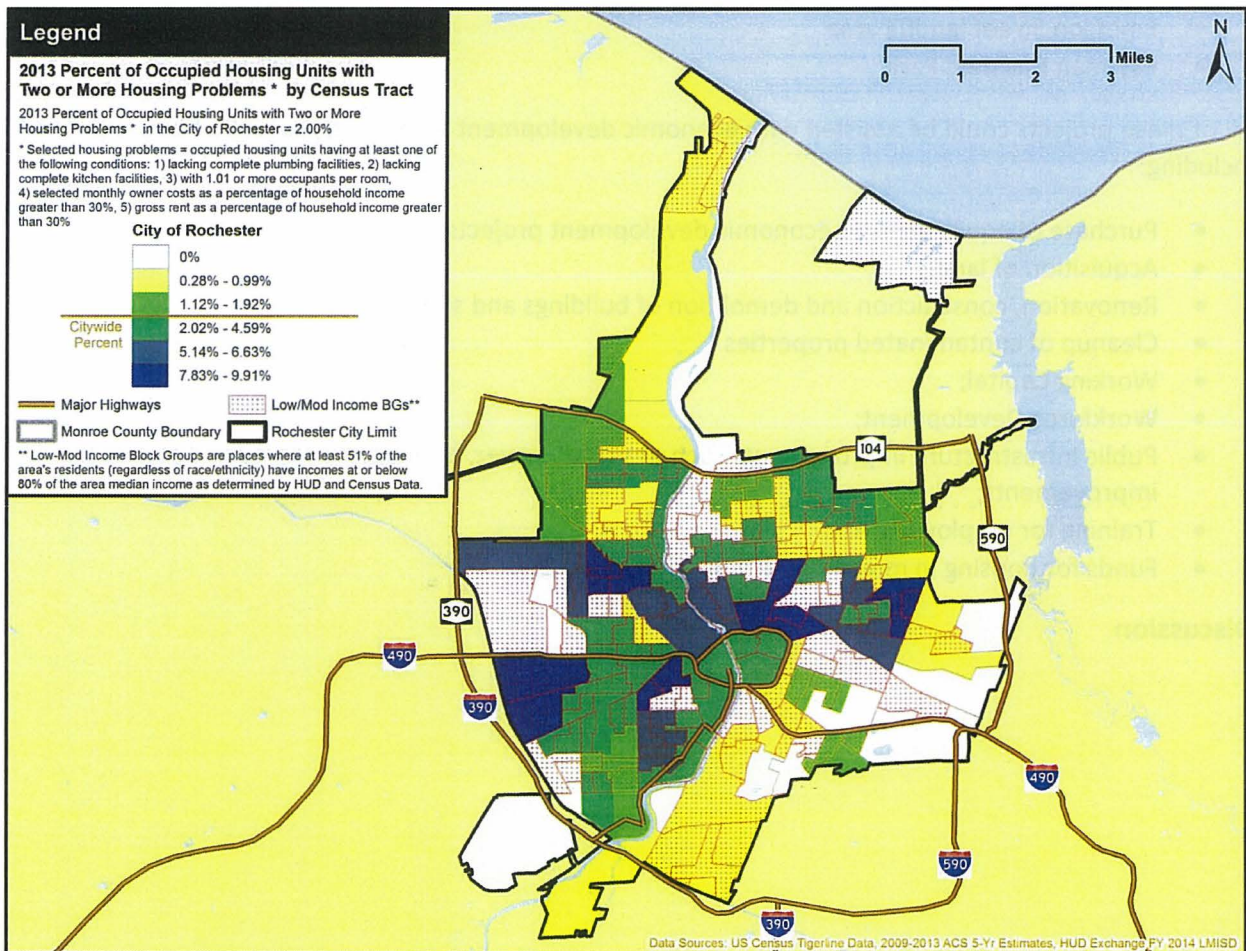 Legend
2013 Percent of Occupied Housing Units with
Two or More Housing Problems * by Census Tract
2013 Percent of Occupied Housing Units with Two or More
Housing Problems * in the City of Rochester = 2.00%
* Selected housing problems = occupied housing units having at least one of
the following conditions: 1) lacking complete plumbing facilities, 2) lacking
complete kitchen facilities, 3) with 1.01 or more occupants per room,
4) selected monthly owner costs as a percentage of household income
greater than 30%, 5) gross rent as a percentage of household income greater
than 30%
City of Rochester
0%
0.28% - 0.99%
1.12% - 1.92%
Citywide
Percent
2.02% - 4.59%
5.14% - 6.63%
7.83% - 9.91%
Major Highways
Low/Mod Income BGs**
Monroe County Boundary
Rochester City Limit
** Low-Mod Income Block Groups are places where at least 51% of the
area's residents (regardless of race/ethnicity) have incomes at or below
80% of the area median income as determined by HUD and Census Data.
0 1 2 3 Miles
N
104
590
390
490
390
490
590
390
Data Sources: US Census Tigerline Data, 2009-2013 ACS 5-Yr Estimates, HUD Exchange FY 2014 LMISD